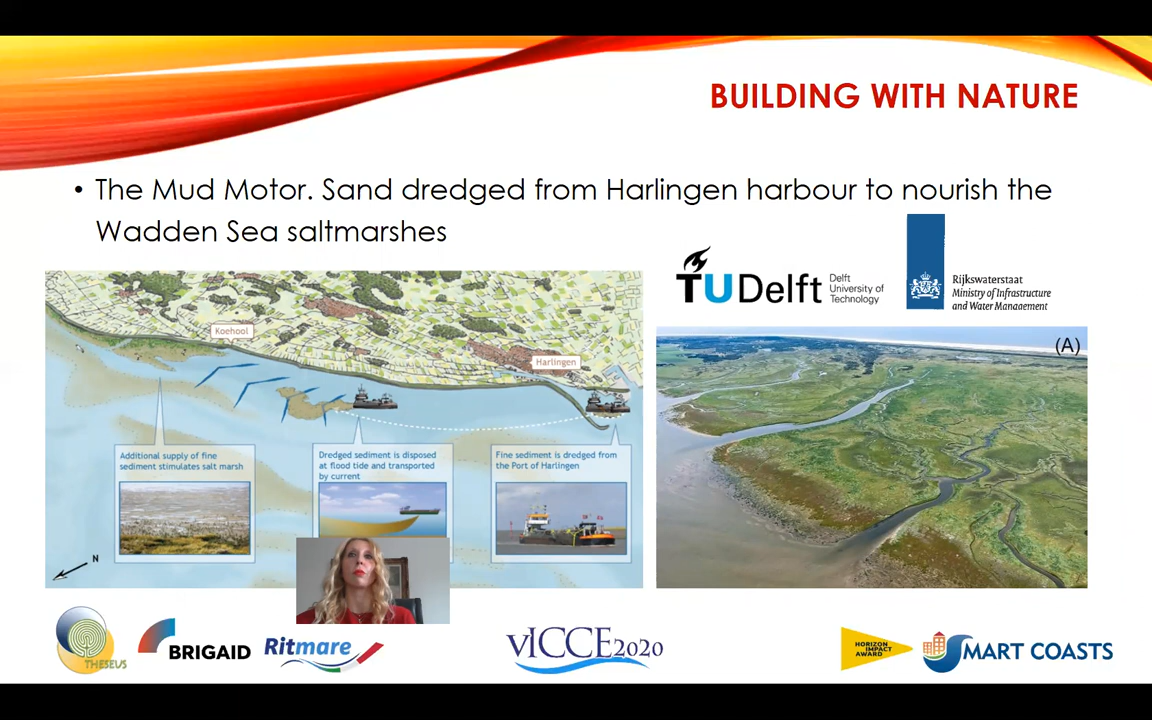 BUILDING WITH NATURE
• The Mud Motor. Sand dredged from Harlingen harbour to nourish the
Wadden Sea saltmarshes
TU Delft
Delft
University of
Technology
Rijkswaterstaat
Ministry of Infrastructure
and Water Management
Koehool
Harlingen
(A)
Additional supply of fine
sediment stimulates salt marsh
Dredged sediment is disposed
at flood tide and transported
by current
Fine sediment is dredged from
the Port of Harlingen
N
THESEUS
BRIGAID
Ritmare
vICCE2020
HORIZON
IMPACT
AWARD
SMART COASTS